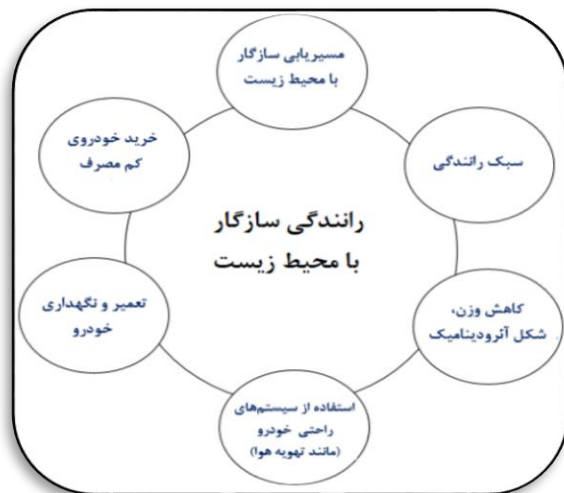 مسیریابی سازگار
با محیط زیست
سبک رانندگی
خرید خودروی
کم مصرف
رانندگی سازگار
با محیط زیست
کاهش وزن،
شکل آئرودینامیک
تعمیر و نگهداری
خودرو
استفاده از سیستم‌های
راحتی خودرو
(مانند تهویه هوا)